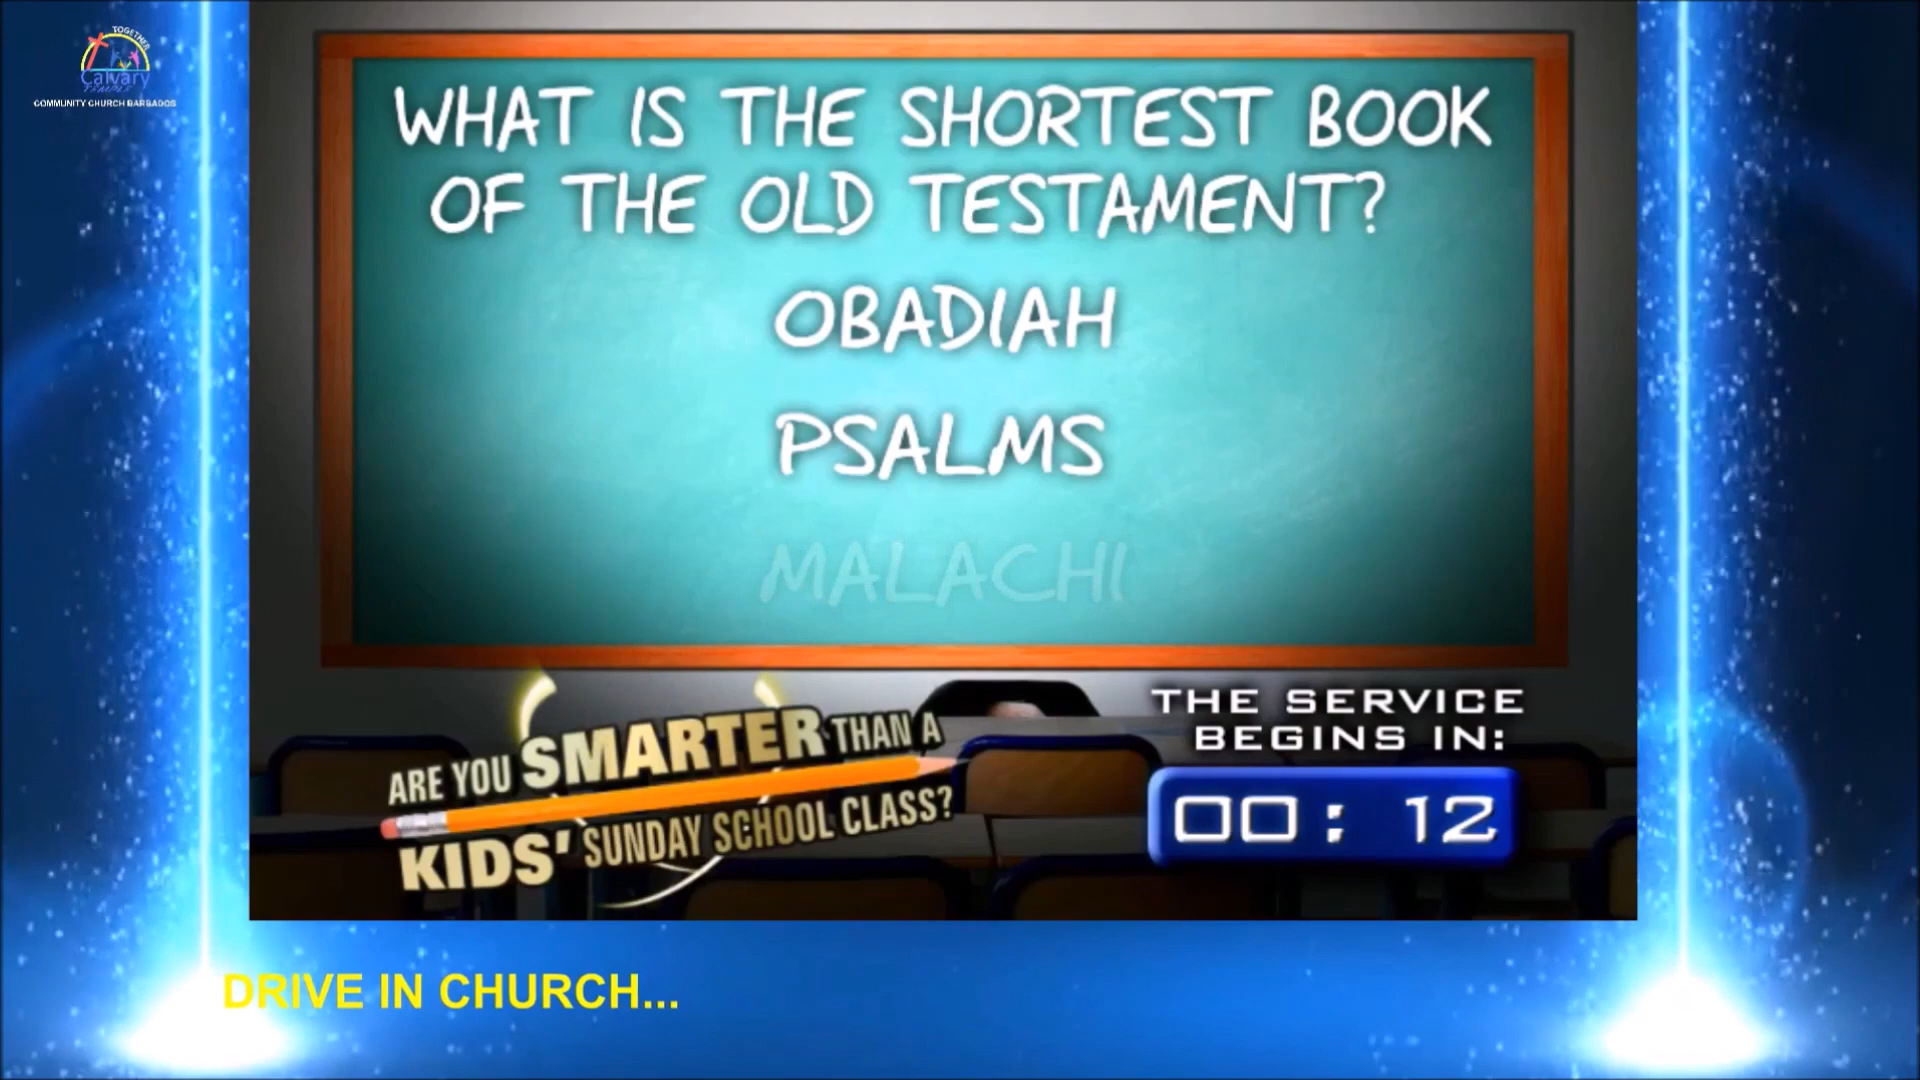 TOGETHER
Calvary
TEMPLE
COMMUNITY CHURCH BARBADOS
WHAT IS THE SHORTEST BOOK
OF THE OLD TESTAMENT?
OBADIAH
PSALMS
MALACHI
ARE YOU SMARTER THAN A
KIDS' SUNDAY SCHOOL CLASS?
THE SERVICE
BEGINS IN:
00: 12
DRIVE IN CHURCH...